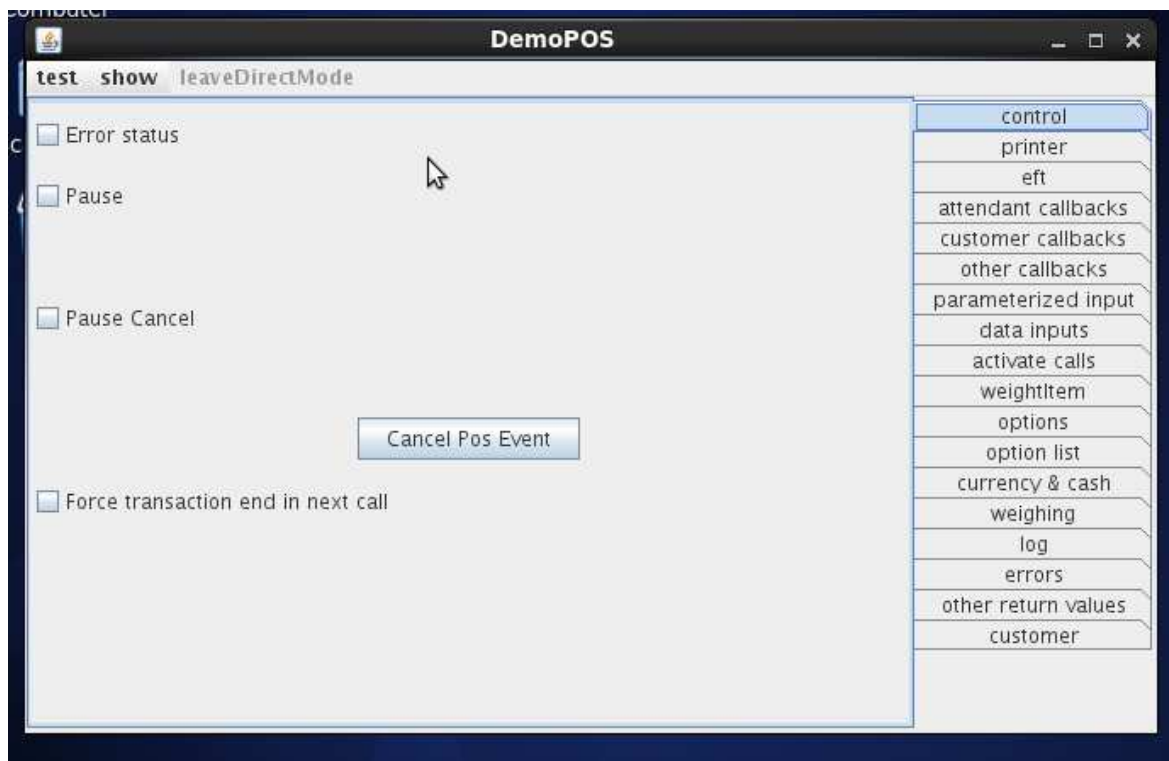 DemoPOS
test show leaveDirectMode
Error status
Pause
Pause Cancel
Cancel Pos Event
Force transaction end in next call
control
printer
eft
attendant callbacks
customer callbacks
other callbacks
parameterized input
data inputs
activate calls
weightItem
options
option list
currency & cash
weighing
log
errors
other return values
customer